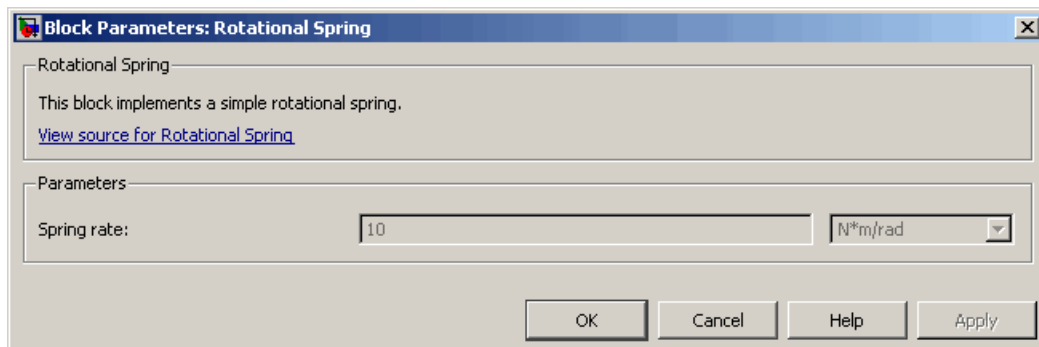 Block Parameters: Rotational Spring
Rotational Spring
This block implements a simple rotational spring.
View source for Rotational Spring
Parameters
Spring rate: 10 N*m/rad
OK Cancel Help Apply